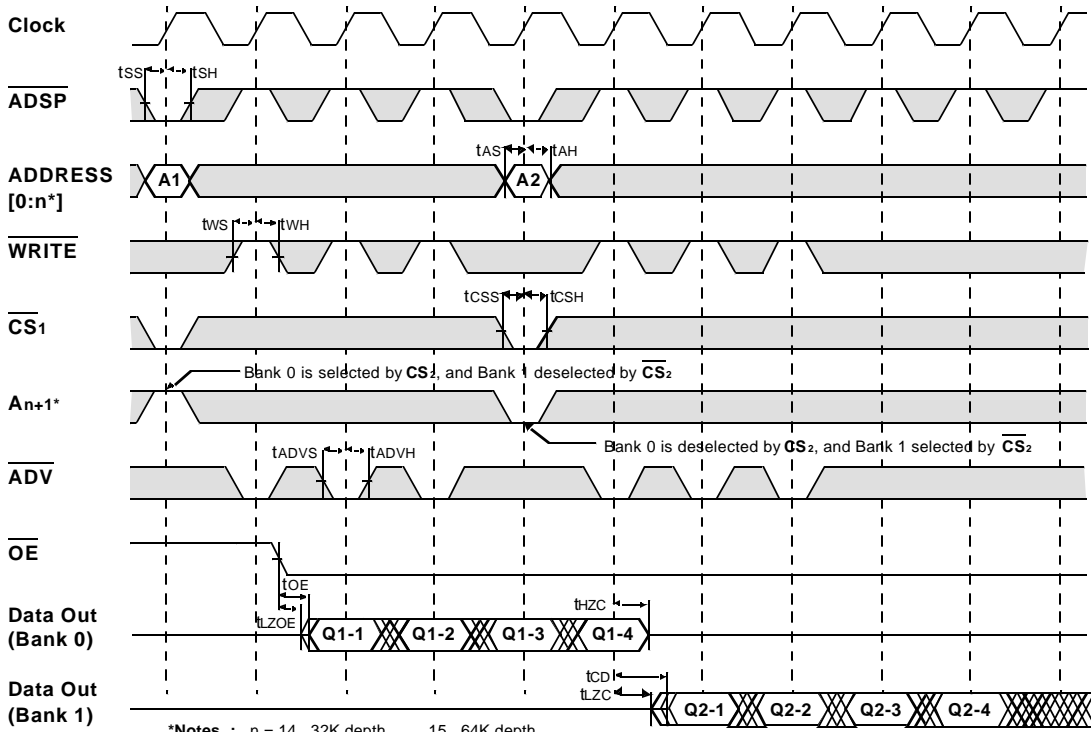 Clock
tSS tSH
ADSP
tAS tAH
ADDRESS
[0:n*]
A1 A2
tWS tWH
WRITE
tCSS tCSH
CS1
Bank 0 is selected by CS2, and Bank 1 deselected by CS2
An+1*
Bank 0 is deselected by CS2, and Bank 1 selected by CS2
tADVS tADVH
ADV
OE
tOE
tLZOE
tHZC
Data Out
(Bank 0)
Q1-1 Q1-2 Q1-3 Q1-4
tCD
tLZC
Data Out
(Bank 1)
Q2-1 Q2-2 Q2-3 Q2-4
*Notes : n = 14 32K depth 15 64K depth